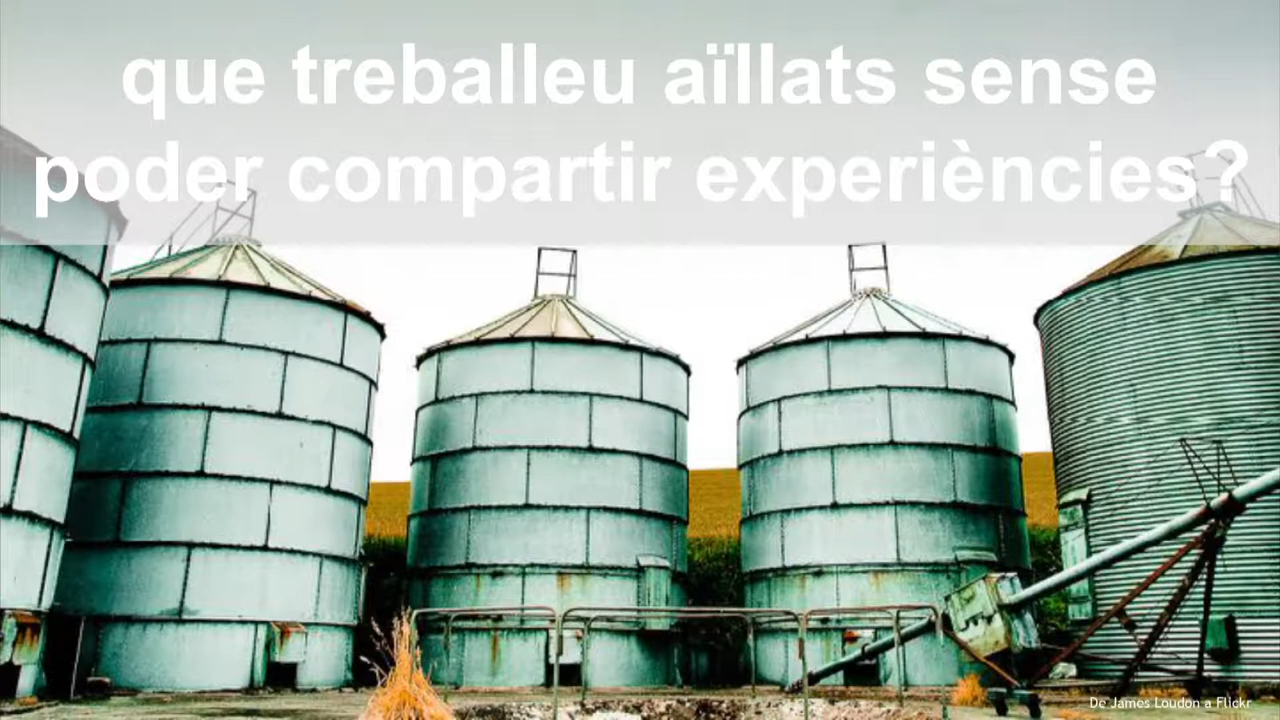 que treballeu aïllats sense
poder compartir experiències?
De James Loudon a Flickr